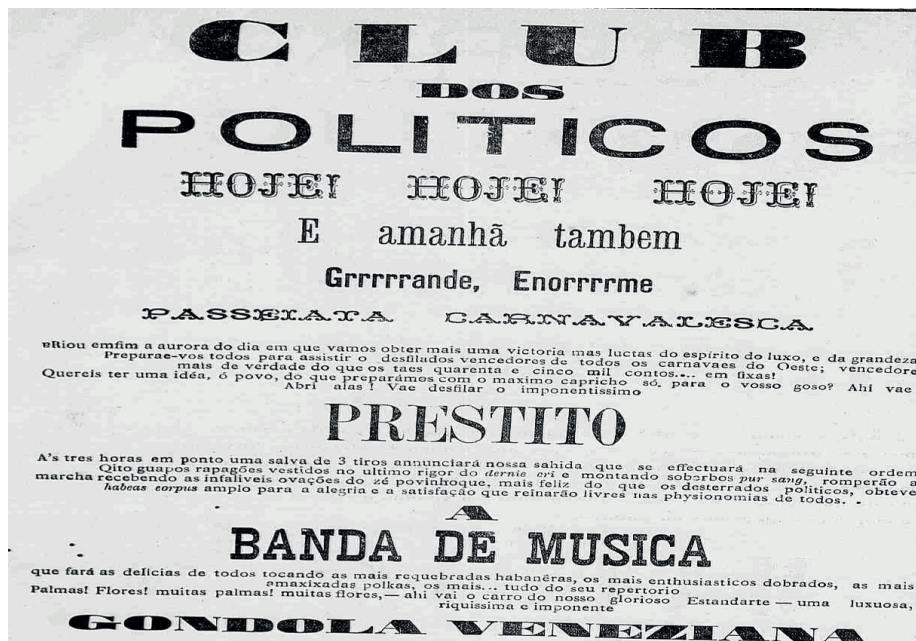 CLUB
DOS
POLITICOS
HOJE! HOJE! HOJE!
E amanhã tambem
Grrrrrande, Enorrrrme
PASSEIATA CARNAVALESCA
Riou emfim a aurora do dia em que vamos obter mais uma victoria mas luctas do espirito do luxo, e da grandeza
Preparae-vos todos para assistir o desfilados vencedores de todos os carnavaes do Oeste; vencedore
mais de verdade do que os taes quarenta e cinco mil contos.... em fixas!
Quereis ter uma idéa, ó povo, do que preparámos com o maximo capricho só. para o vosso goso? Ahi vae
Abri alas! Vae desfilar o imponentissimo
PRESTITO
A's tres horas em ponto uma salva de 3 tiros annunciará nossa sahida que se effectuará na seguinte ordem
Qito guapos rapagões vestidos no ultimo rigor do dernie cri e montando soberbos pur sang, romperão a
marcha recebendo as infaliveis ovações do zé povinhoque, mais feliz do que os desterrados politicos, obteve
habeas corpus amplo para a alegria e a satisfação que reinarão livres nas physionomias de todos.
A
BANDA DE MUSICA
que fará as delicias de todos tocando as mais requebradas habanêras, os mais enthusiasticos dobrados, as mais
amaxixadas polkas, os mais... tudo do seu repertorio
Palmas! Flores! muitas palmas! muitas flores,— ahi vai o carro do nosso glorioso Estandarte — uma luxuosa,
riquissima e imponente
GONDOLA VENEZIANA